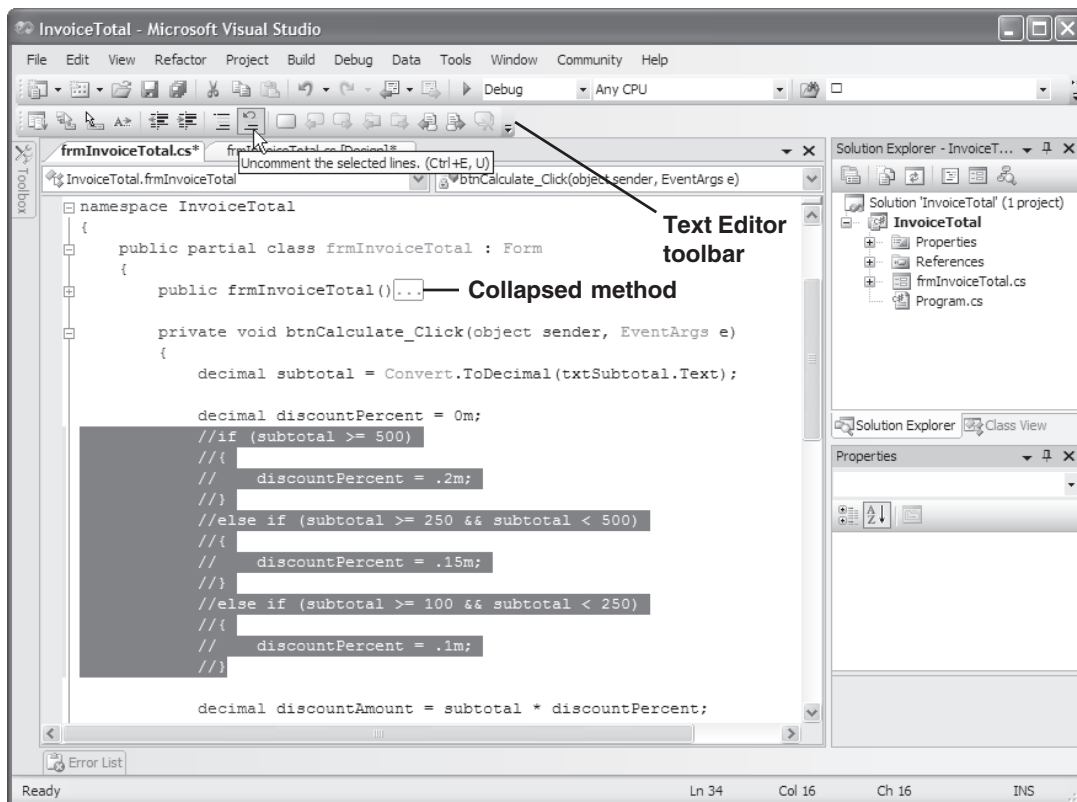 InvoiceTotal - Microsoft Visual Studio
File Edit View Refactor Project Build Debug Data Tools Window Community Help
Debug Any CPU
frmInvoiceTotal.cs* frmInvoiceTotal.cs [Design]*
Uncomment the selected lines. (Ctrl+E, U)
Toolbox
InvoiceTotal.frmInvoiceTotal btnCalculate_Click(object sender, EventArgs e)
Text Editor
toolbar
namespace InvoiceTotal
{
public partial class frmInvoiceTotal : Form
{
public frmInvoiceTotal()...
Collapsed method
private void btnCalculate_Click(object sender, EventArgs e)
{
decimal subtotal = Convert.ToDecimal(txtSubtotal.Text);
decimal discountPercent = 0m;
//if (subtotal >= 500)
//{
//    discountPercent = .2m;
//}
//else if (subtotal >= 250 && subtotal < 500)
//{
//    discountPercent = .15m;
//}
//else if (subtotal >= 100 && subtotal < 250)
//{
//    discountPercent = .1m;
//}
decimal discountAmount = subtotal * discountPercent;
Solution Explorer - InvoiceT...
Solution 'InvoiceTotal' (1 project)
InvoiceTotal
Properties
References
frmInvoiceTotal.cs
Program.cs
Solution Explorer Class View
Properties
Error List
Ready Ln 34 Col 16 Ch 16 INS